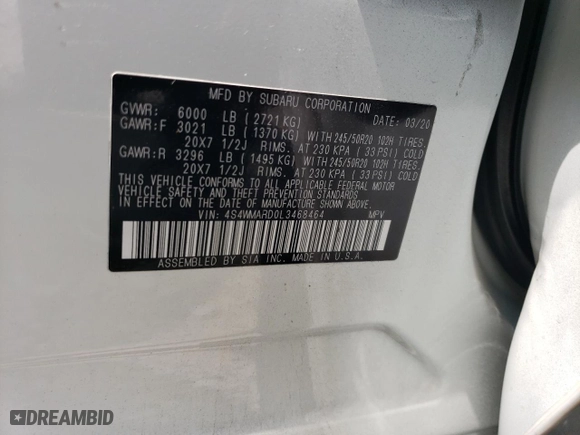 MFD BY SUBARU CORPORATION
GVWR: 6000 LB (2721 KG) DATE: 03/20
GAWR:F 3021 LB (1370 KG) WITH 245/50R20 102H TIRES,
20X7 1/2J RIMS, AT 230 KPA (33 PSI) COLD
GAWR:R 3296 LB (1495 KG) WITH 245/50R20 102H TIRES,
20X7 1/2J RIMS, AT 230 KPA (33 PSI) COLD
THIS VEHICLE CONFORMS TO ALL APPLICABLE FEDERAL MOTOR
VEHICLE SAFETY AND THEFT PREVENTION STANDARDS
IN EFFECT ON THE DATE OF MANUFACTURE SHOWN ABOVE.
VIN: 4S4WMARD0L3468464 MPV
ASSEMBLED BY SIA INC. MADE IN U.S.A.
DREAMBID